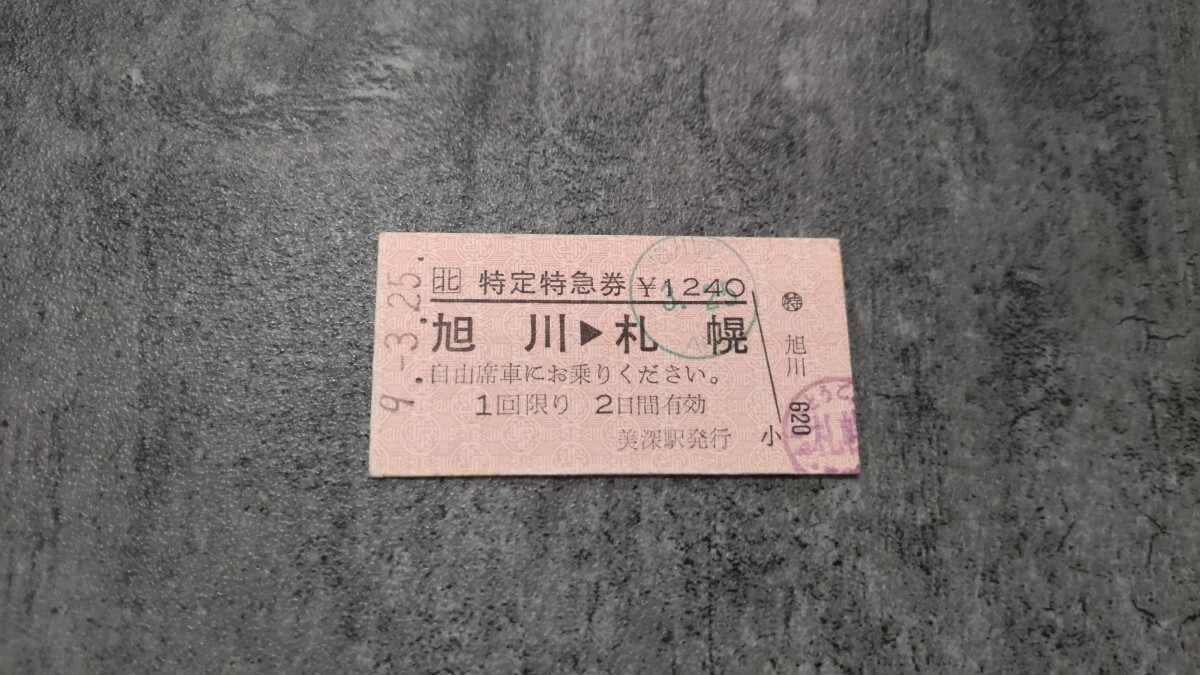 9.-3.25
北 特定特急券 ¥1240
旭川▶札幌
自由席車にお乗りください。
1回限り 2日間有効
美深駅発行
小
特
旭川
620